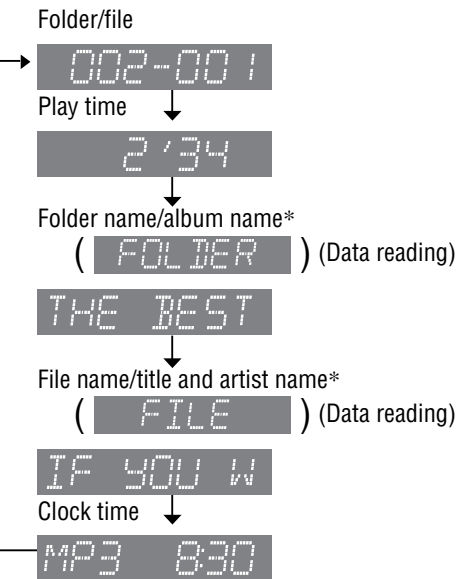 Folder/file
002-001
Play time
2'34
Folder name/album name*
( FOLDER ) (Data reading)
THE BEST
File name/title and artist name*
( FILE ) (Data reading)
IF YOU W
Clock time
MP3 8:30